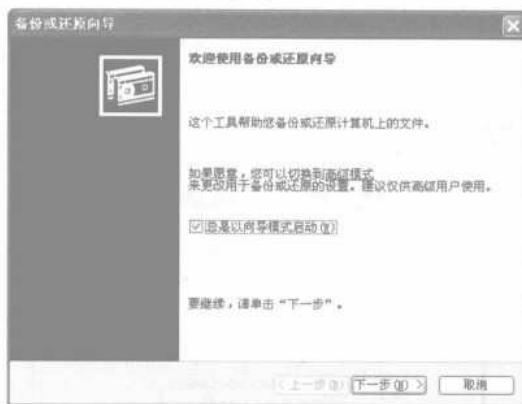 备份或还原向导
欢迎使用备份或还原向导
这个工具帮助您备份或还原计算机上的文件。
如果愿意，您可以切换到高级模式
来更改用于备份或还原的设置。建议仅供高级用户使用。
总是以向导模式启动(W)
要继续，请单击“下一步”。
<上一步(B) 下一步(N)> 取消